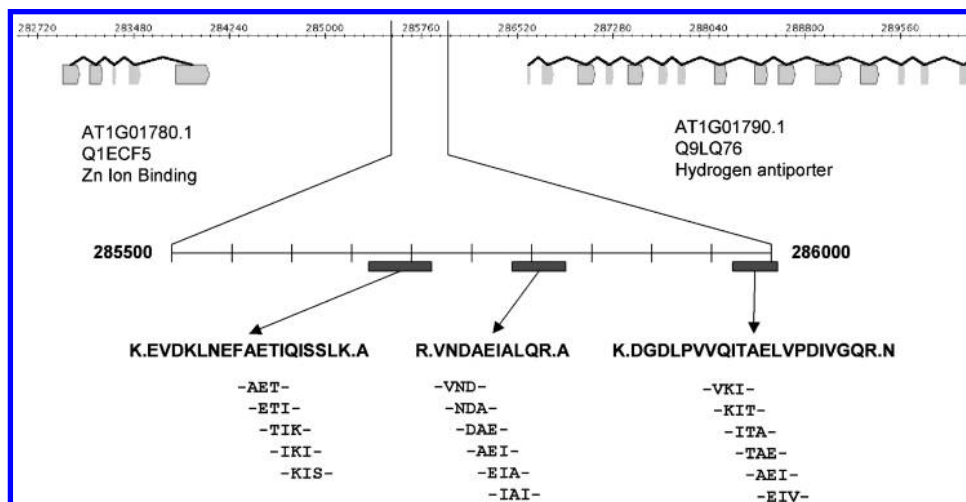 282720 283480 284240 285000 285760 286520 287280 288040 288800 289560
AT1G01780.1
Q1ECF5
Zn Ion Binding
AT1G01790.1
Q9LQ76
Hydrogen antiporter
285500 286000
K.EVDKLNEFAETIQISSLK.A R.VNDAEIALQR.A K.DGDLPVVQITAELVPDIVGQR.N
-AET- -VND- -VKI-
-ETI- -NDA- -KIT-
-TIK- -DAE- -ITA-
-IKI- -AEI- -TAE-
-KIS- -EIA- -AEI-
-IAI- -EIV-